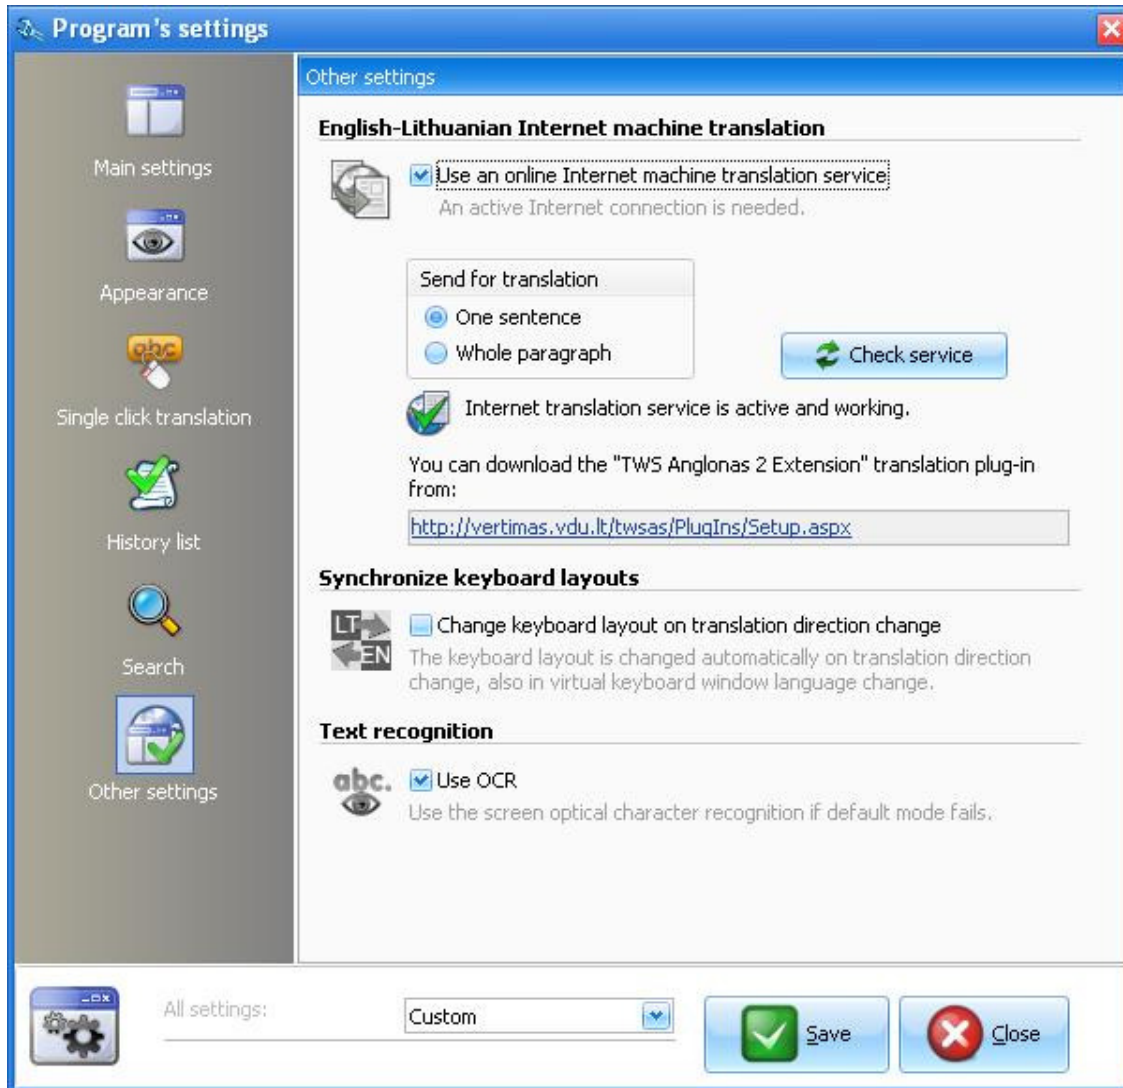 Program's settings
Main settings
Appearance
abc
Single click translation
History list
Search
Other settings
Other settings
English-Lithuanian Internet machine translation
Use an online Internet machine translation service
An active Internet connection is needed.
Send for translation
One sentence
Whole paragraph
Check service
Internet translation service is active and working.
You can download the "TWS Anglonas 2 Extension" translation plug-in
from:
http://vertimas.vdu.lt/twsas/PlugIns/Setup.aspx
Synchronize keyboard layouts
LT
EN
Change keyboard layout on translation direction change
The keyboard layout is changed automatically on translation direction
change, also in virtual keyboard window language change.
Text recognition
abc.
Use OCR
Use the screen optical character recognition if default mode fails.
All settings:
Custom
Save
Close